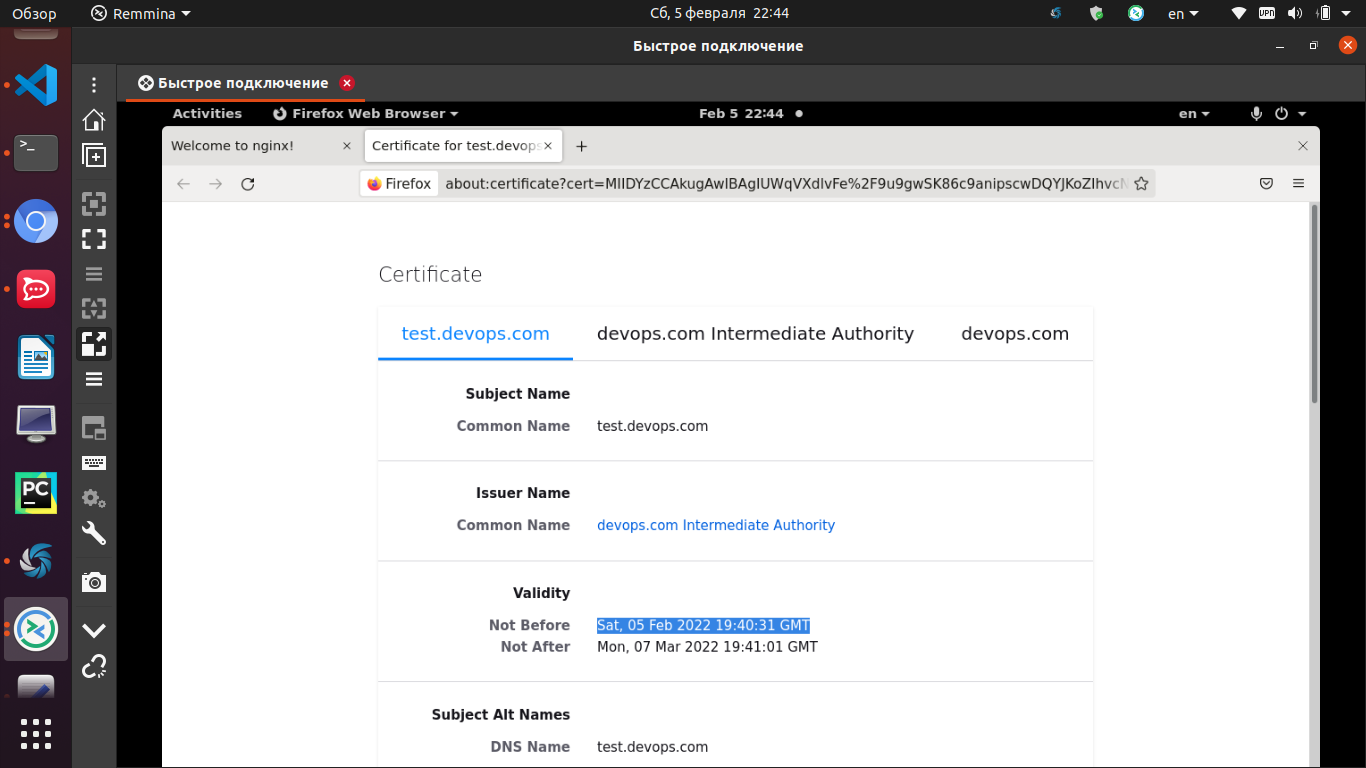 Обзор Remmina Сб, 5 февраля 22:44 en VPN
Быстрое подключение
Быстрое подключение
Activities Firefox Web Browser Feb 5 22:44 en
Welcome to nginx! Certificate for test.devops
Firefox about:certificate?cert=
Certificate
test.devops.com devops.com Intermediate Authority devops.com
Subject Name
Common Name test.devops.com
Issuer Name
Common Name devops.com Intermediate Authority
Validity
Not Before Sat, 05 Feb 2022 19:40:31 GMT
Not After Mon, 07 Mar 2022 19:41:01 GMT
Subject Alt Names
DNS Name test.devops.com
PC